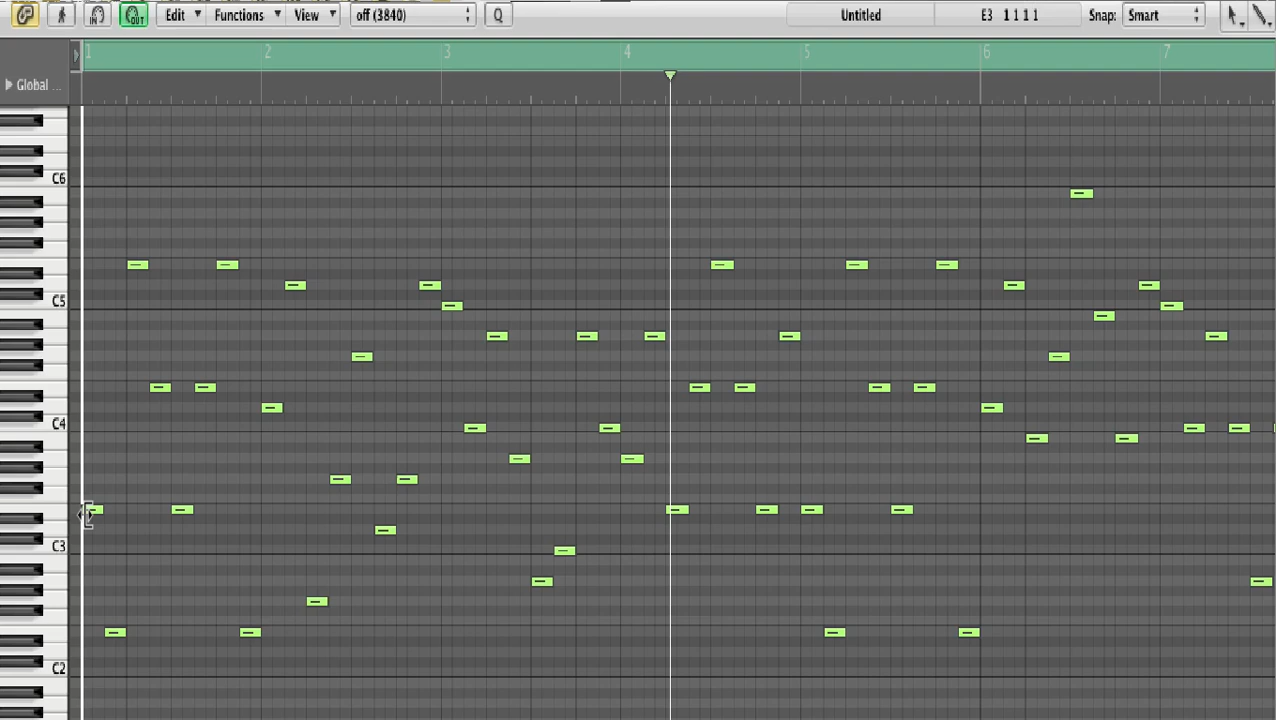 Edit Functions View off (3840) Q Untitled E3 1 1 1 1 Snap: Smart
1 2 3 4 5 6 7
Global ...
C6
C5
C4
C3
C2